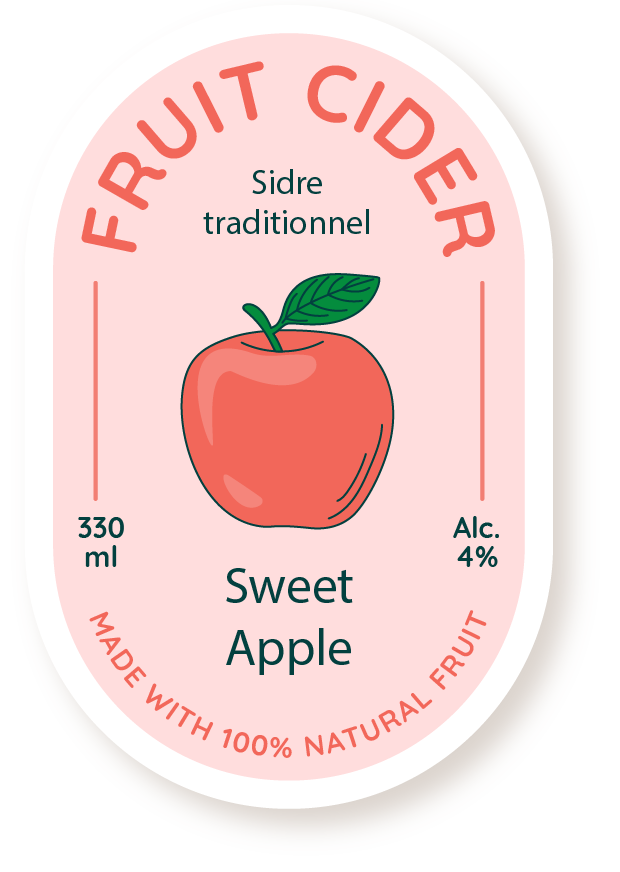 FRUIT CIDER
Sidre
traditionnel
330
ml
Alc.
4%
Sweet
Apple
MADE WITH 100% NATURAL FRUIT